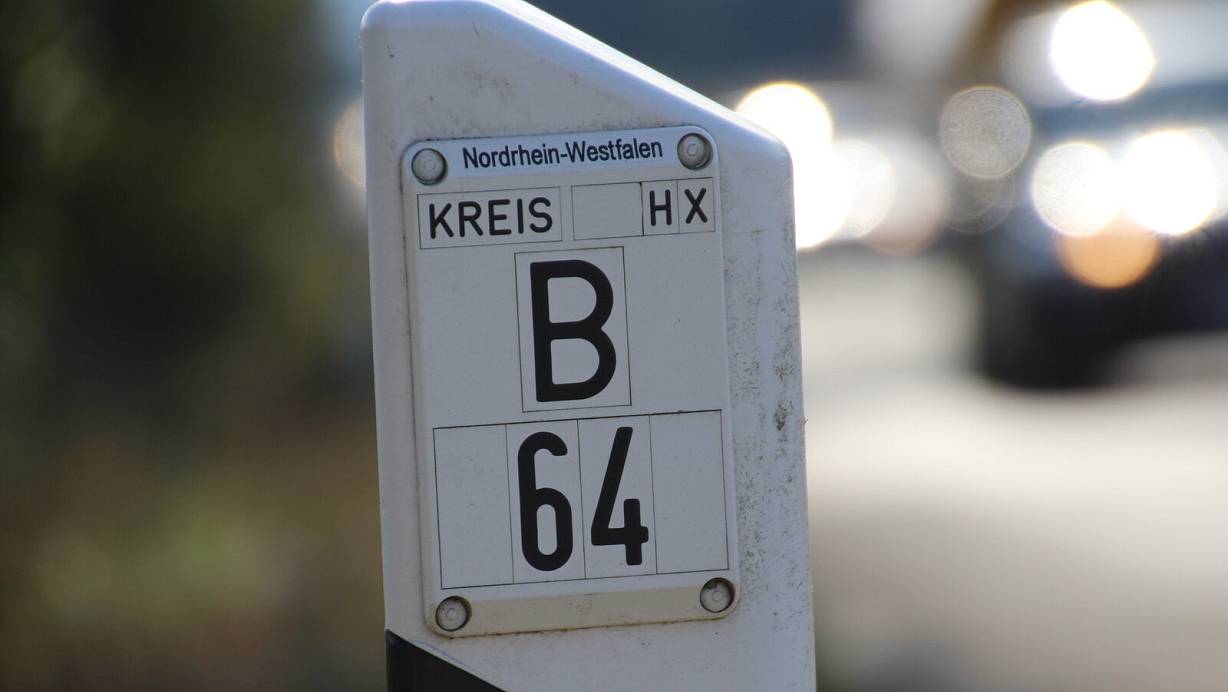 Nordrhein-Westfalen
KREIS HX
B
64